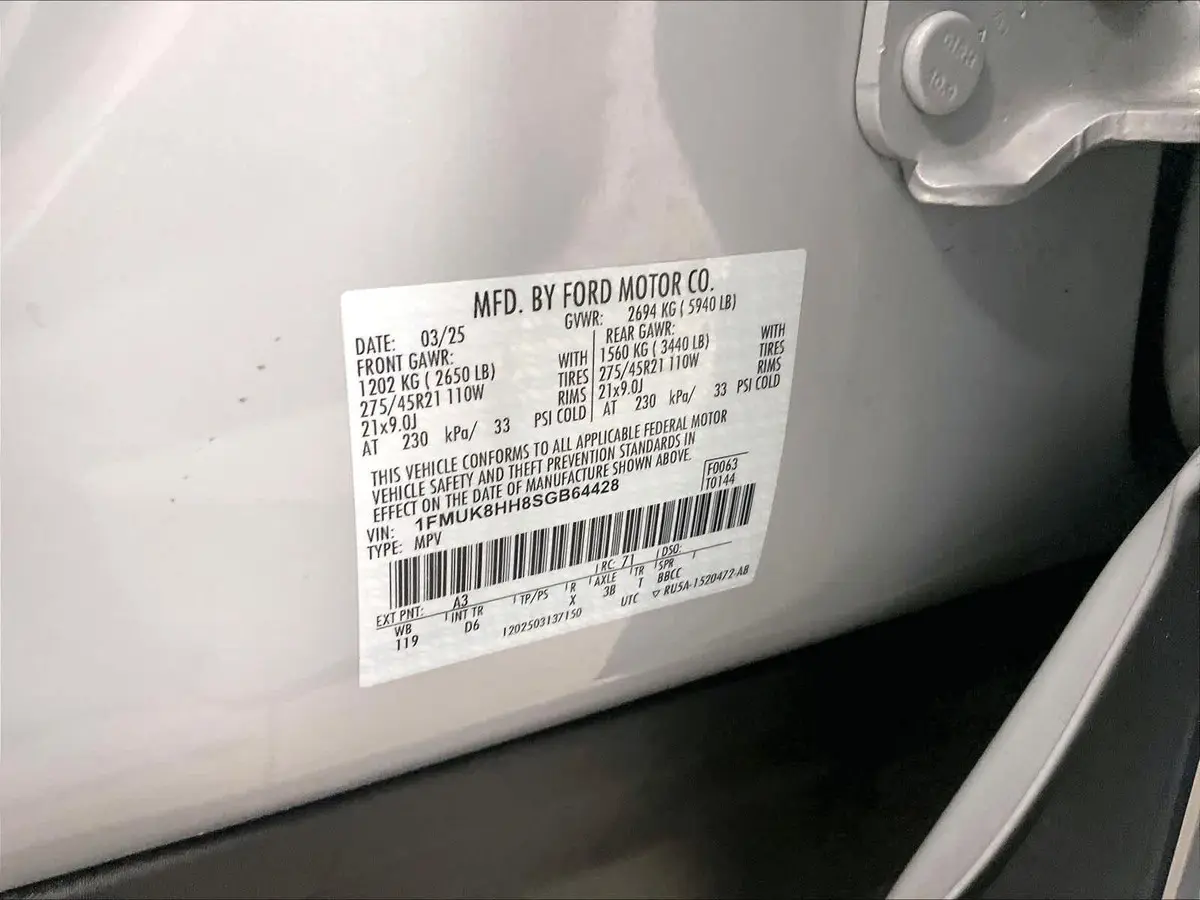 MFD. BY FORD MOTOR CO.
DATE: 03/25 GVWR: 2694 KG ( 5940 LB)
FRONT GAWR: REAR GAWR:
1202 KG ( 2650 LB) WITH 1560 KG ( 3440 LB) WITH
275/45R21 110W TIRES 275/45R21 110W TIRES
21x9.0J RIMS 21x9.0J RIMS
AT 230 kPa/ 33 PSI COLD AT 230 kPa/ 33 PSI COLD
THIS VEHICLE CONFORMS TO ALL APPLICABLE FEDERAL MOTOR
VEHICLE SAFETY AND THEFT PREVENTION STANDARDS IN
EFFECT ON THE DATE OF MANUFACTURE SHOWN ABOVE.
F0063
T0144
VIN: 1FMUK8HH8SGB64428
TYPE: MPV
EXT PNT: A3 RC: 71 DSO:
WB INT TR TP/PS R AXLE TR SPR
119 D6 X 3B T BBCC
1202503137150 UTC ▽ RU5A-1520472-AB